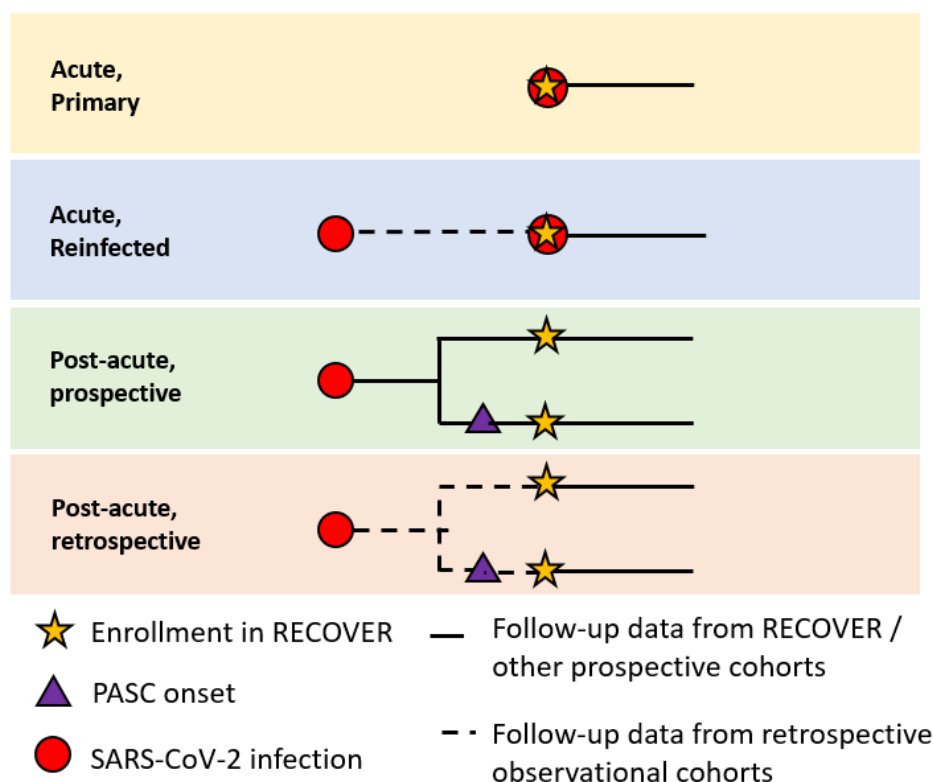 Acute,
Primary
Acute,
Reinfected
Post-acute,
prospective
Post-acute,
retrospective
Enrollment in RECOVER
PASC onset
SARS-CoV-2 infection
Follow-up data from RECOVER /
other prospective cohorts
Follow-up data from retrospective
observational cohorts